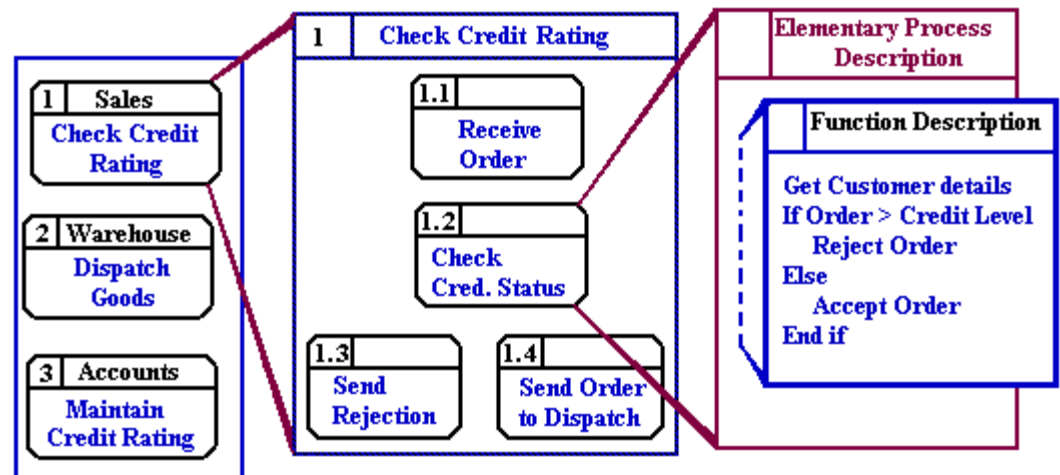 1 Sales
Check Credit
Rating
2 Warehouse
Dispatch
Goods
3 Accounts
Maintain
Credit Rating
1 Check Credit Rating
1.1
Receive
Order
1.2
Check
Cred. Status
1.3
Send
Rejection
1.4
Send Order
to Dispatch
Elementary Process
Description
Function Description
Get Customer details
If Order > Credit Level
Reject Order
Else
Accept Order
End if